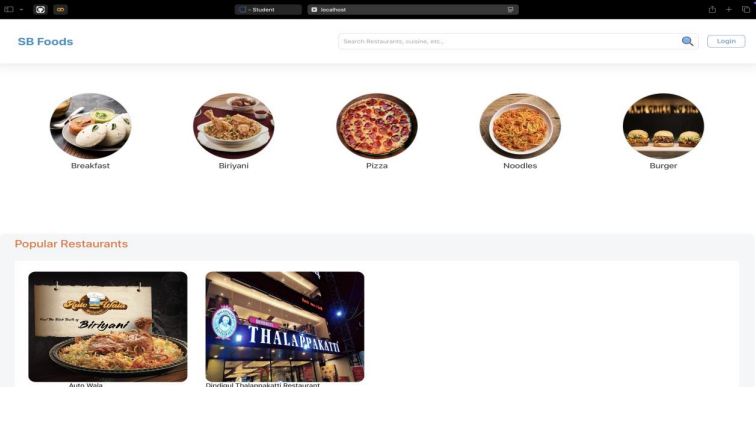 – Student
localhost
SB Foods
Search Restaurants, cuisine, etc.,
Login
Breakfast
Biriyani
Pizza
Noodles
Burger
Popular Restaurants
Auto Wala
Biriyani
THALAPPAKATTI
Auto Wala
Dindigul Thalappakatti Restaurant